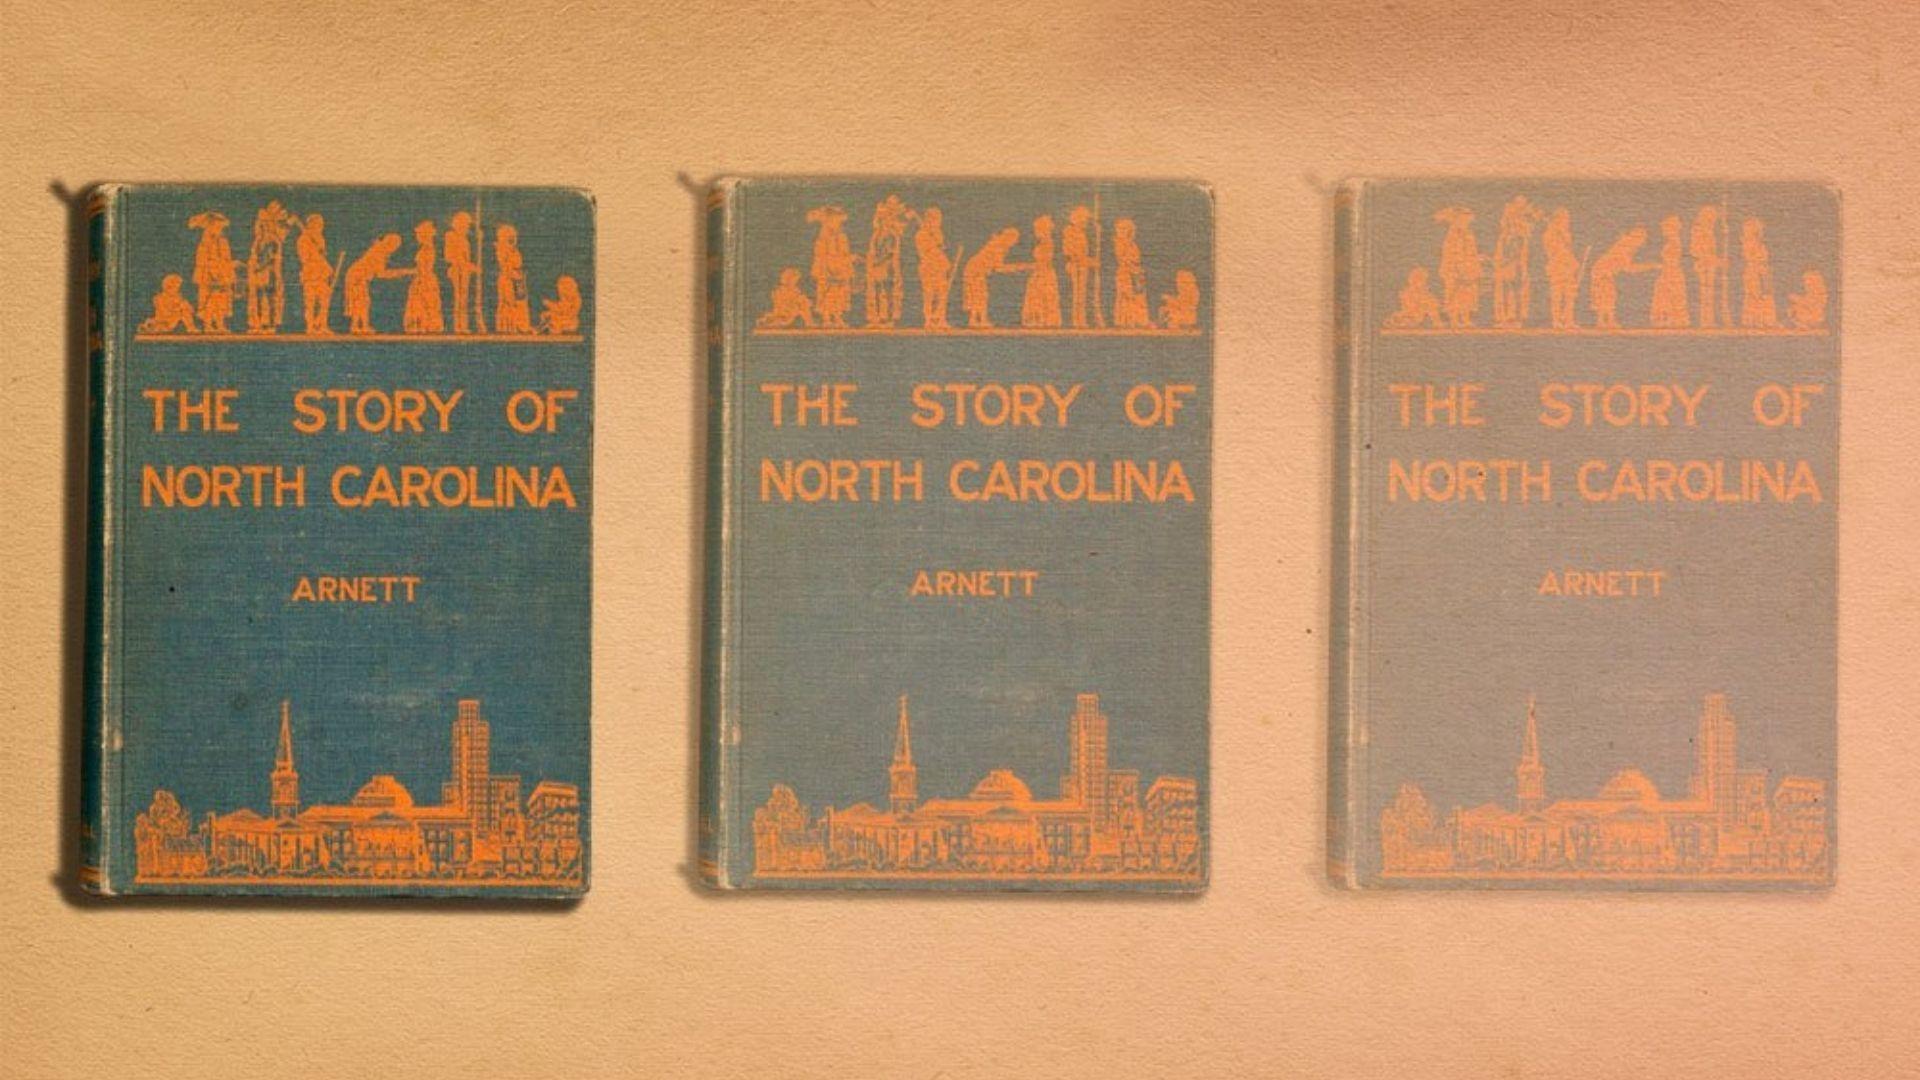 THE STORY OF
NORTH CAROLINA
ARNETT
THE STORY OF
NORTH CAROLINA
ARNETT
THE STORY OF
NORTH CAROLINA
ARNETT